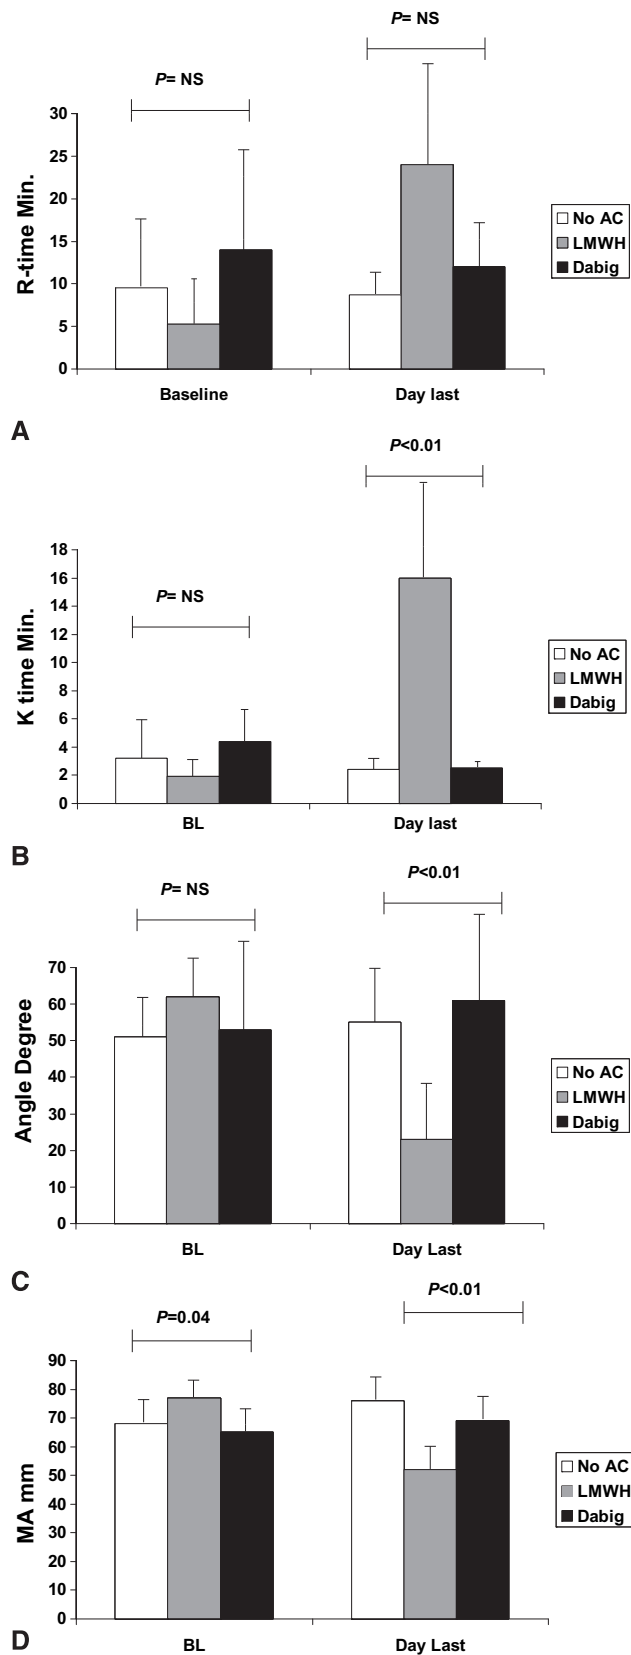 P= NS
P= NS
R-time Min.
30
25
20
15
10
5
0
No AC
LMWH
Dabig
Baseline
Day last
A
P<0.01
P= NS
K time Min.
18
16
14
12
10
8
6
4
2
0
No AC
LMWH
Dabig
BL
Day last
B
P<0.01
P= NS
Angle Degree
70
60
50
40
30
20
10
0
No AC
LMWH
Dabig
BL
Day Last
C
P<0.01
P=0.04
MA mm
90
80
70
60
50
40
30
20
10
0
No AC
LMWH
Dabig
BL
Day Last
D